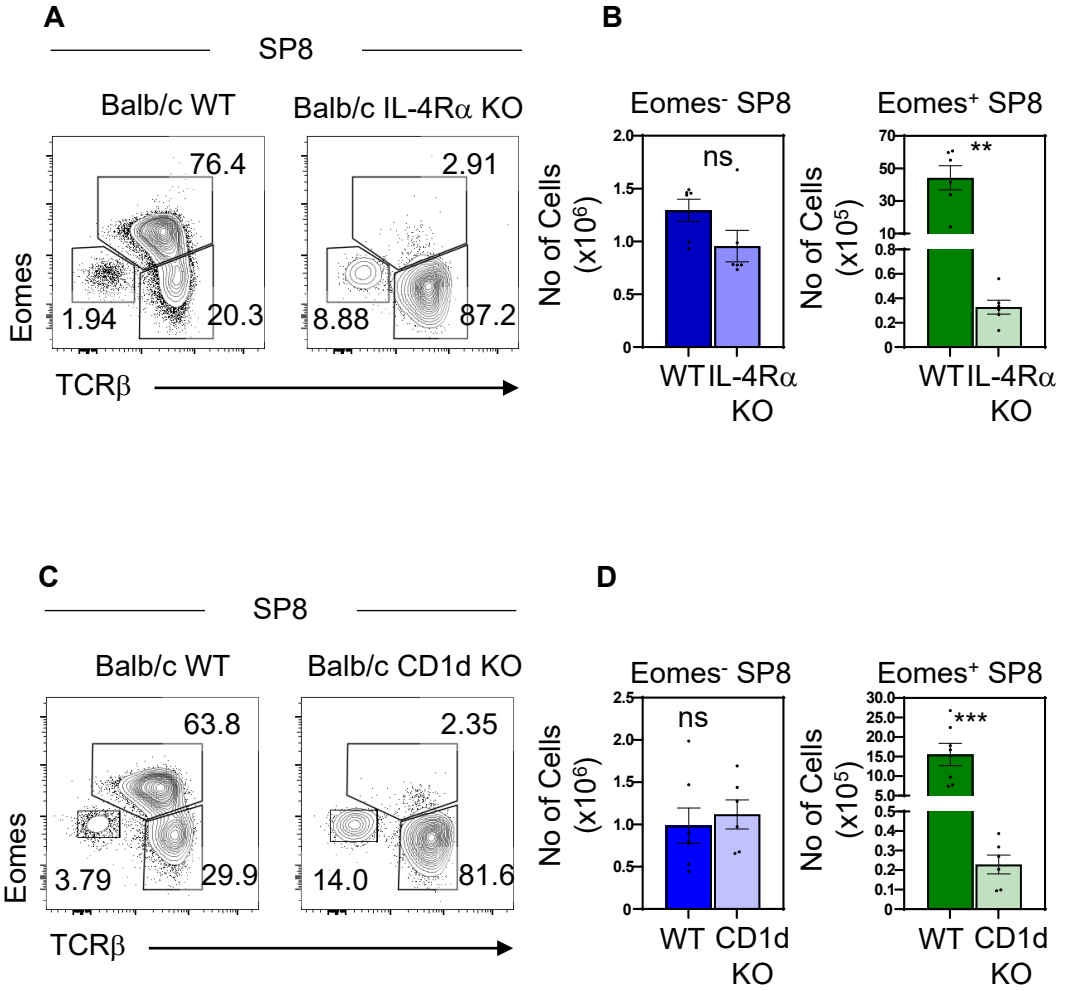 A
SP8
Balb/c WT
Balb/c IL-4Rα KO
76.4
2.91
1.94
20.3
8.88
87.2
Eomes
TCRβ
B
Eomes⁻ SP8
Eomes⁺ SP8
No of Cells
(x10⁶)
2.0
1.5
1.0
0.5
0
ns
WT IL-4Rα
KO
No of Cells
(x10⁵)
70
50
30
10
0.8
0.6
0.4
0.2
0
**
WT IL-4Rα
KO
C
SP8
Balb/c WT
Balb/c CD1d KO
63.8
2.35
3.79
29.9
14.0
81.6
Eomes
TCRβ
D
Eomes⁻ SP8
Eomes⁺ SP8
No of Cells
(x10⁶)
2.5
2.0
1.5
1.0
0.5
0
ns
WT CD1d
KO
No of Cells
(x10⁵)
30.0
25.0
20.0
15.0
10.0
5.0
0.5
0.4
0.3
0.2
0.1
0
***
WT CD1d
KO